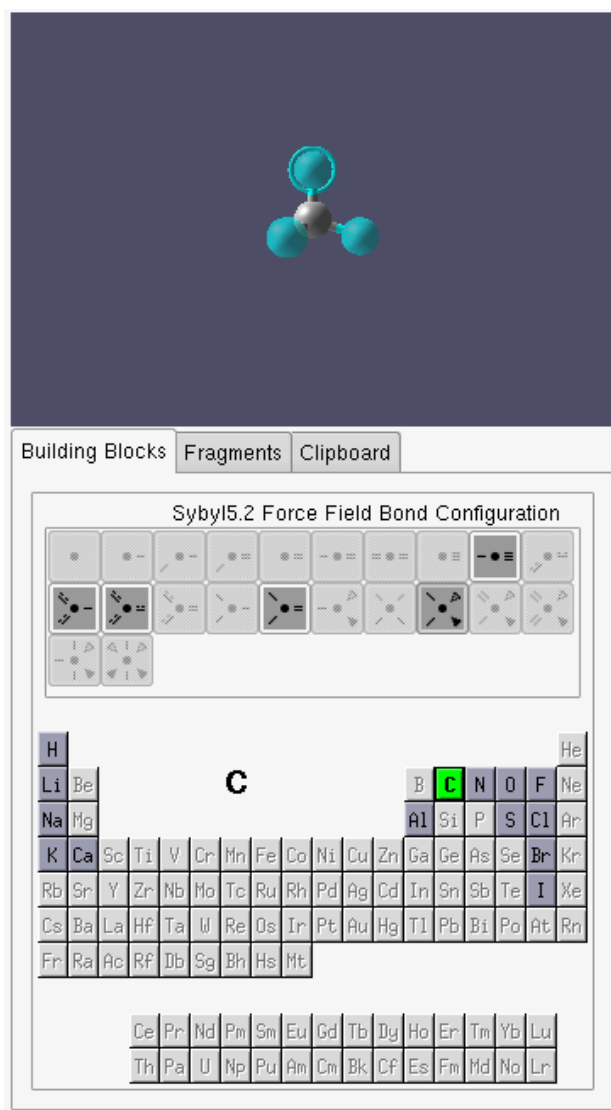 Building Blocks Fragments Clipboard
Sybyl5.2 Force Field Bond Configuration
H He
Li Be C B C N O F Ne
Na Mg Al Si P S Cl Ar
K Ca Sc Ti V Cr Mn Fe Co Ni Cu Zn Ga Ge As Se Br Kr
Rb Sr Y Zr Nb Mo Tc Ru Rh Pd Ag Cd In Sn Sb Te I Xe
Cs Ba La Hf Ta W Re Os Ir Pt Au Hg Tl Pb Bi Po At Rn
Fr Ra Ac Rf Db Sg Bh Hs Mt
Ce Pr Nd Pm Sm Eu Gd Tb Dy Ho Er Tm Yb Lu
Th Pa U Np Pu Am Cm Bk Cf Es Fm Md No Lr